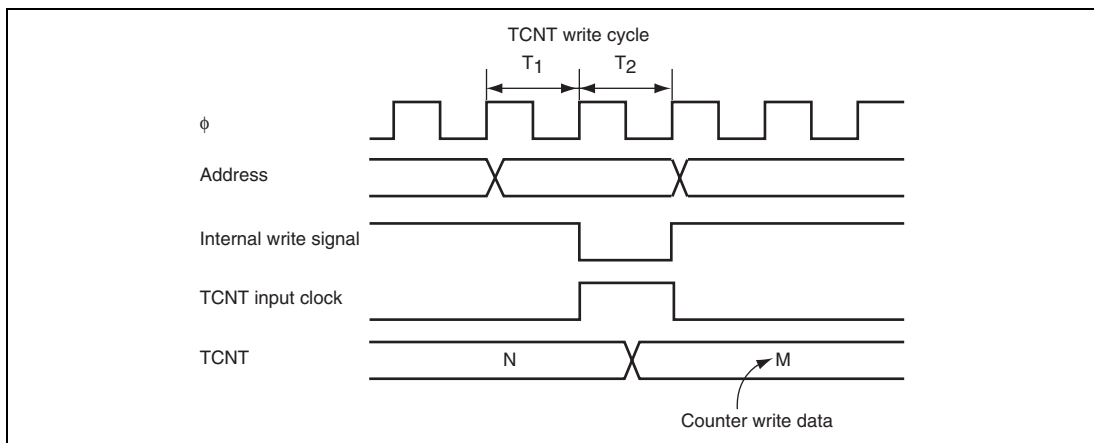 TCNT write cycle
T1 T2
ϕ
Address
Internal write signal
TCNT input clock
TCNT N M
Counter write data